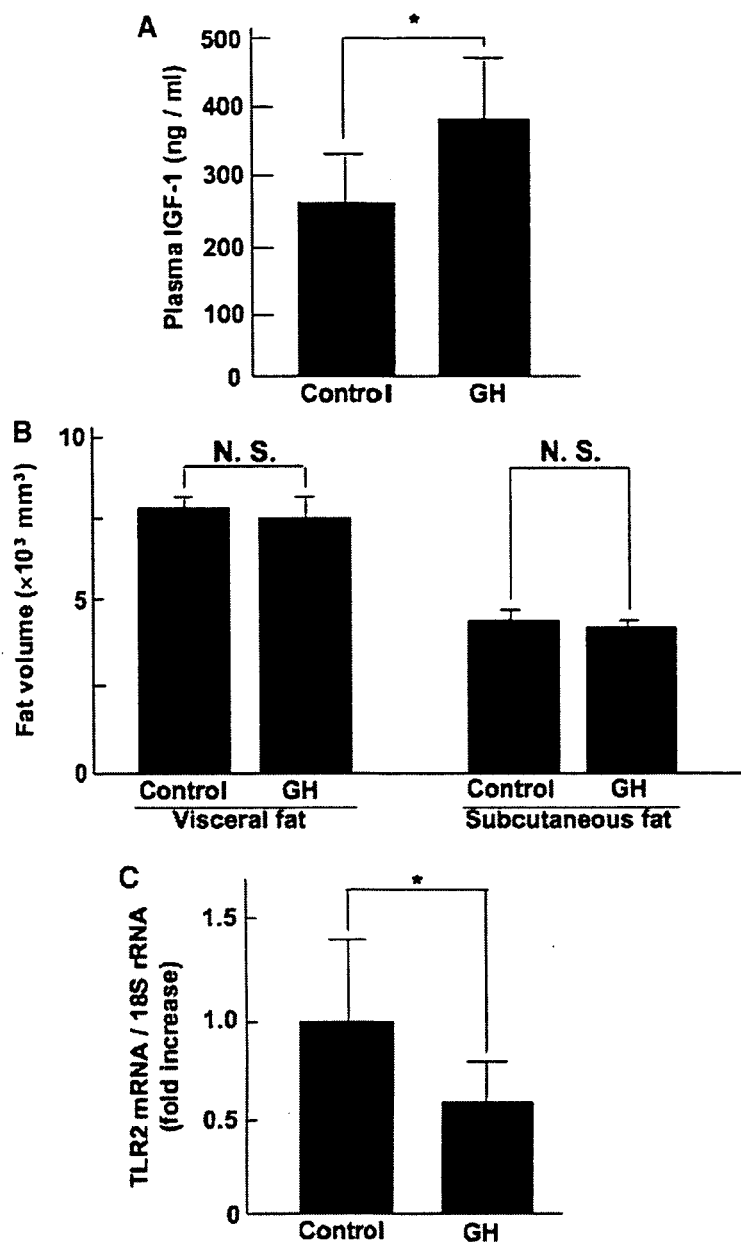 A
*
500
400
300
200
100
0
Plasma IGF-1 (ng / ml)
Control GH
B
10
5
0
Fat volume (×10³ mm³)
N. S. N. S.
Control GH Control GH
Visceral fat Subcutaneous fat
C
*
1.5
1.0
0.5
0
TLR2 mRNA / 18S rRNA
(fold increase)
Control GH